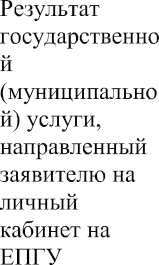 Результат
государственно
й
(муниципально
й) услуги,
направленный
заявителю на
личный
кабинет на
ЕПГУ